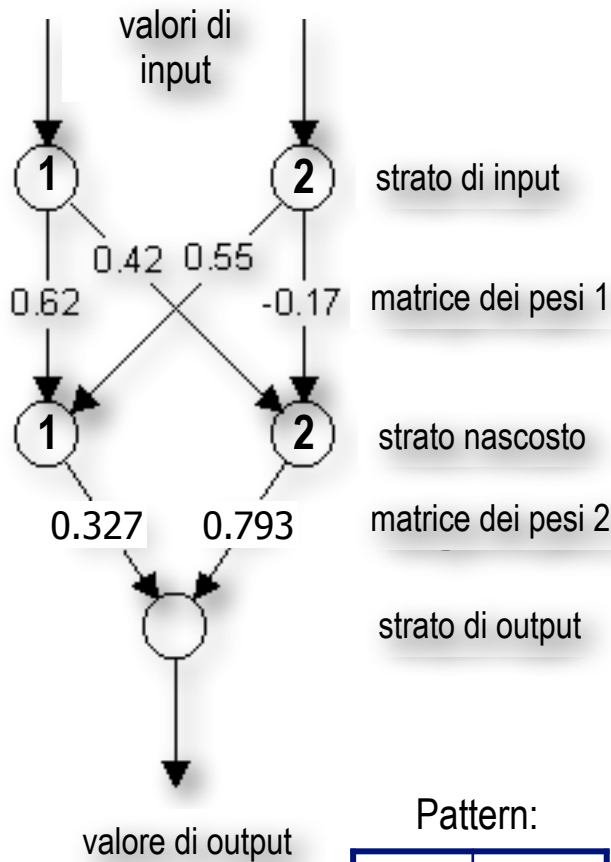 valori di
input
1
2
strato di input
0.42
0.55
0.62
-0.17
matrice dei pesi 1
1
2
strato nascosto
0.327
0.793
matrice dei pesi 2
strato di output
Pattern:
valore di output